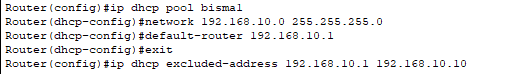 Router(config)#ip dhcp pool bismal
Router(dhcp-config)#network 192.168.10.0 255.255.255.0
Router(dhcp-config)#default-router 192.168.10.1
Router(dhcp-config)#exit
Router(config)#ip dhcp excluded-address 192.168.10.1 192.168.10.10